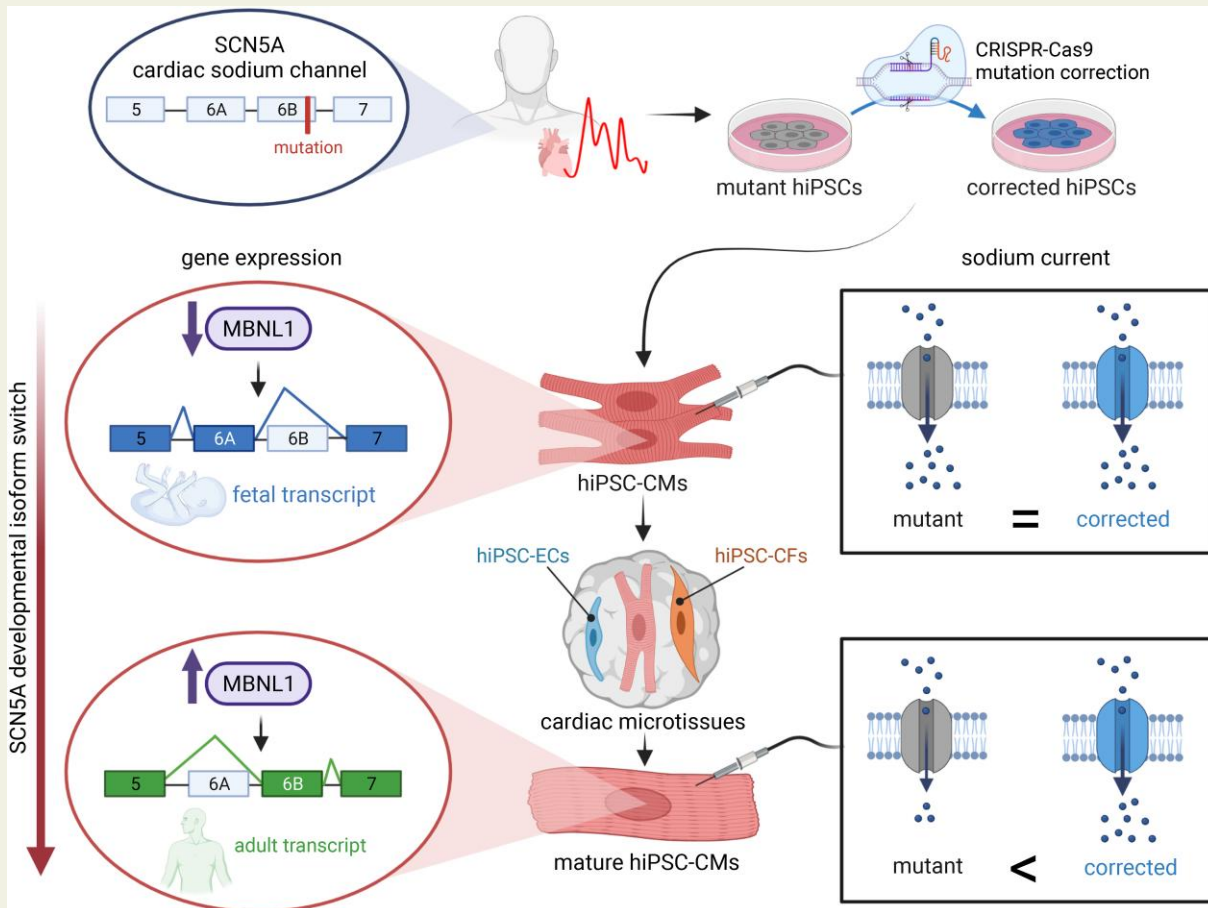 SCN5A
cardiac sodium channel
5 6A 6B 7
mutation
CRISPR-Cas9
mutation correction
mutant hiPSCs
corrected hiPSCs
gene expression
sodium current
SCN5A developmental isoform switch
MBNL1
5 6A 6B 7
fetal transcript
hiPSC-CMs
mutant = corrected
hiPSC-ECs
hiPSC-CFs
cardiac microtissues
MBNL1
5 6A 6B 7
adult transcript
mature hiPSC-CMs
mutant < corrected